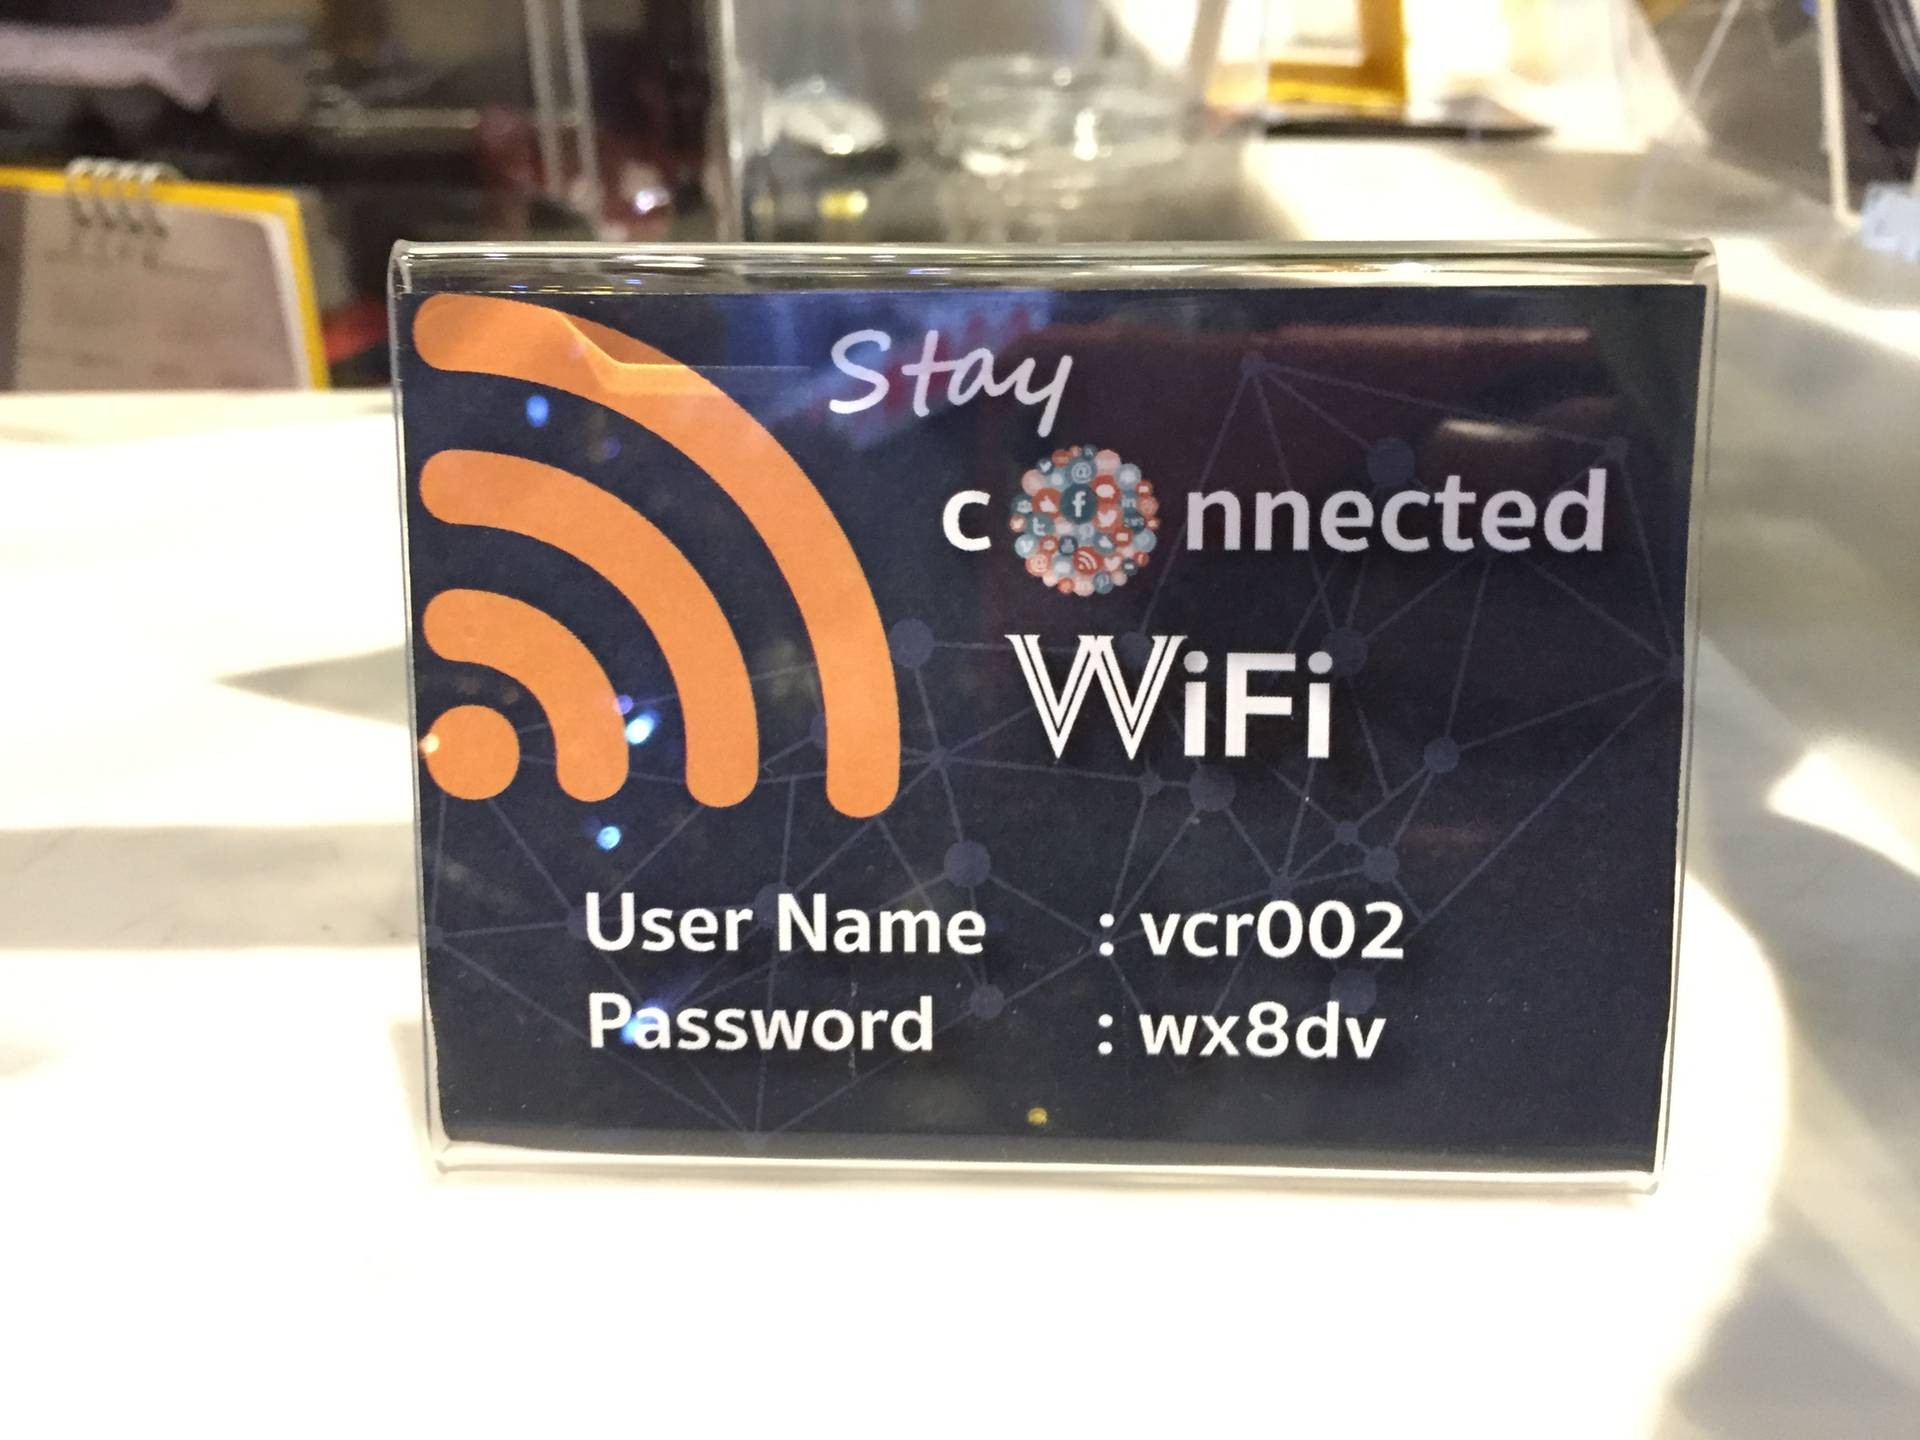 Stay
connected
WiFi
User Name : vcr002
Password : wx8dv